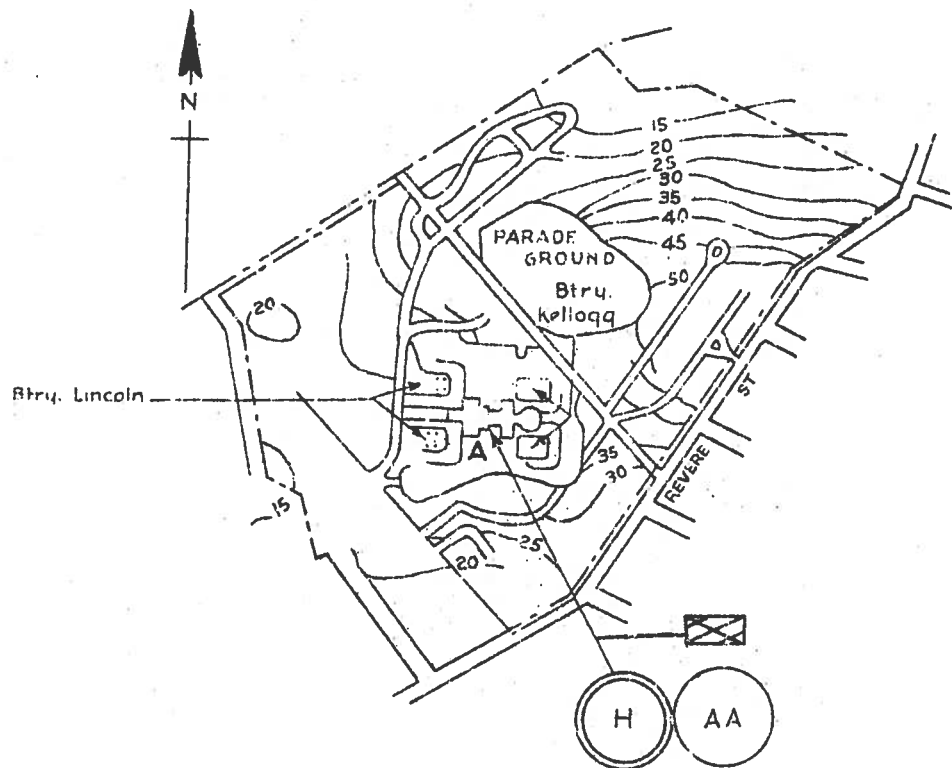 N
15
20
25
30
35
40
45
50
PARADE
GROUND
Btry.
Kellogg
D
20
Btry. Lincoln
A
D
35
30
REVERE ST
15
25
20
H
AA